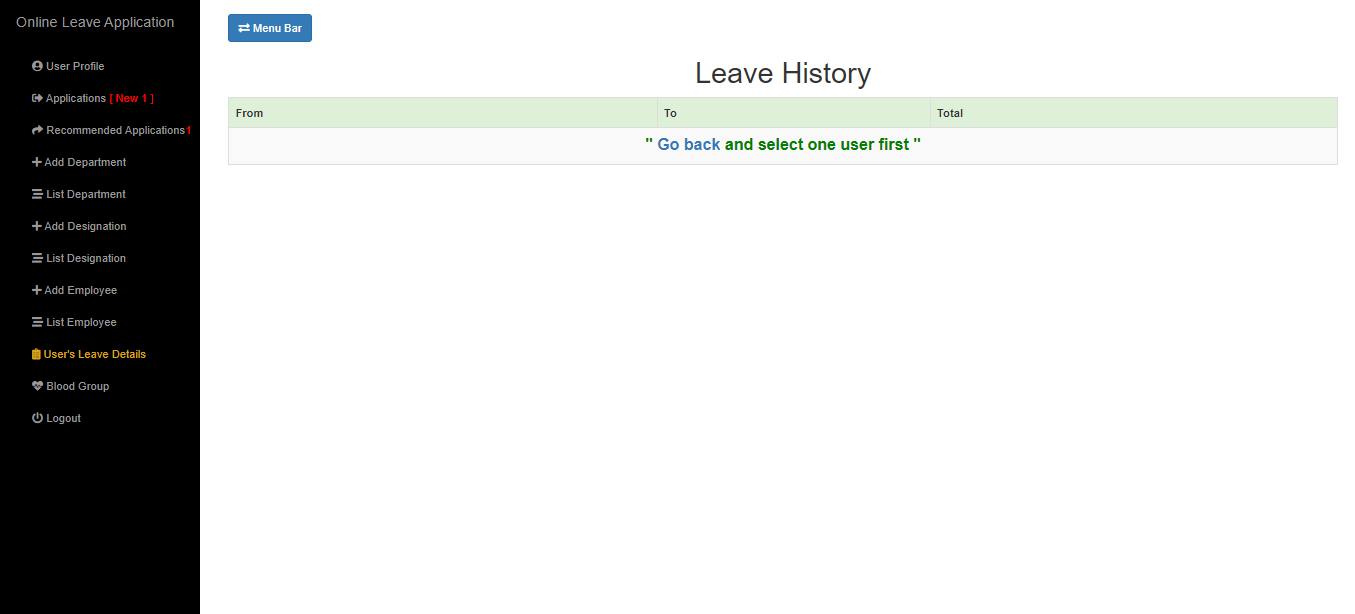 Online Leave Application
User Profile
Applications [ New 1 ]
Recommended Applications1
Add Department
List Department
Add Designation
List Designation
Add Employee
List Employee
User's Leave Details
Blood Group
Logout
Menu Bar
Leave History
From To Total
" Go back and select one user first "